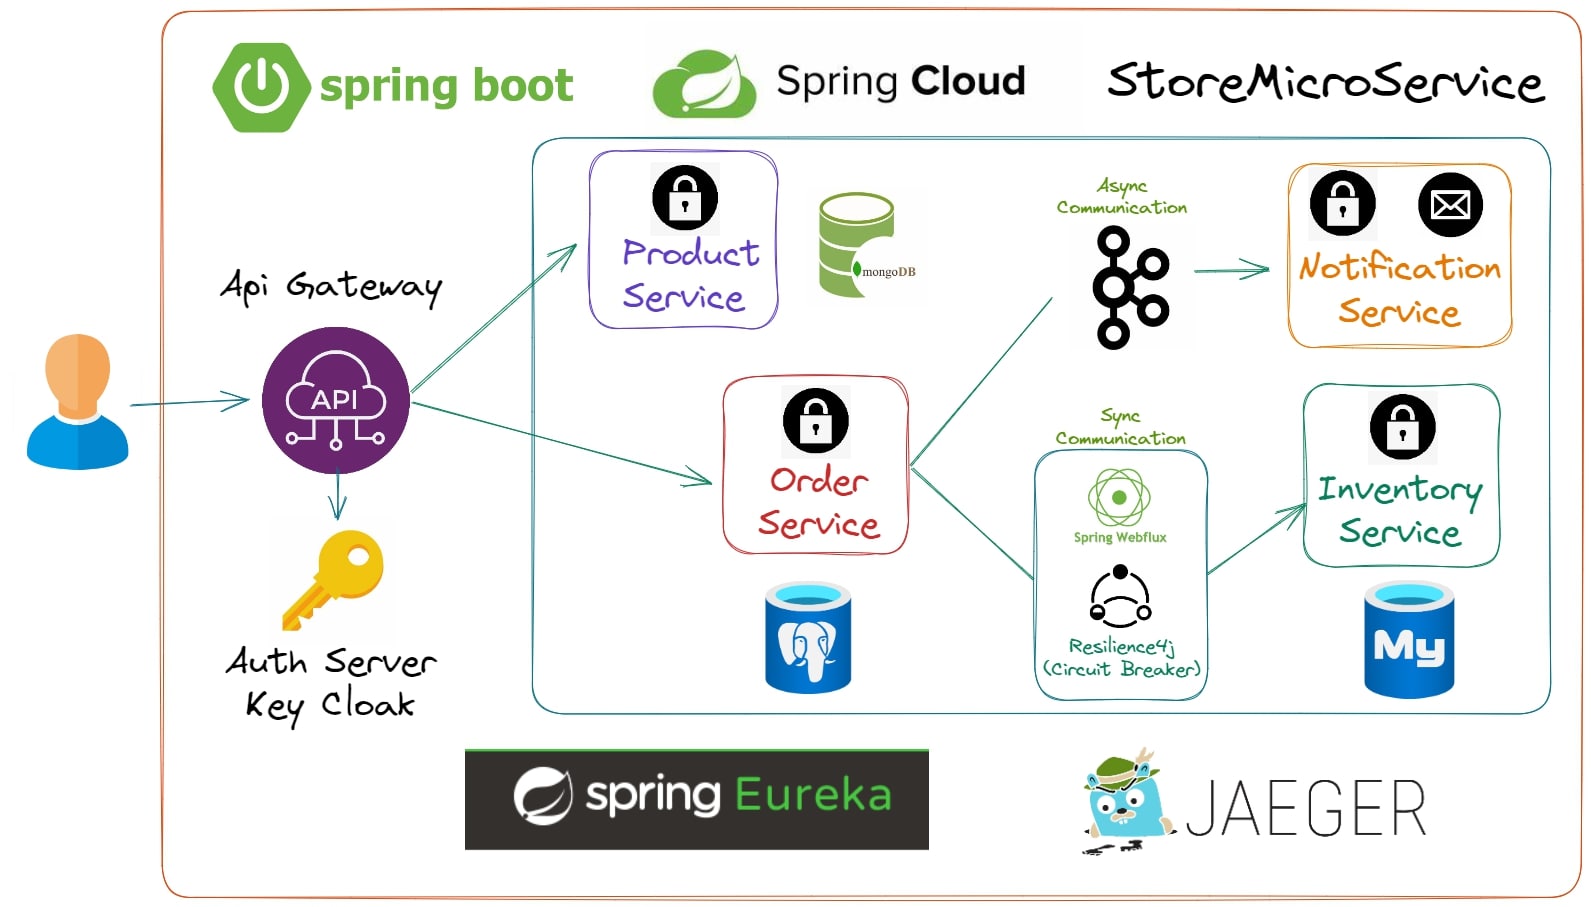 spring boot
Spring Cloud
StoreMicroService
Product
Service
mongoDB
Async
Communication
Notification
Service
Api Gateway
API
Order
Service
Sync
Communication
Spring Webflux
Resilience4j
(Circuit Breaker)
Inventory
Service
My
Auth Server
Key Cloak
spring Eureka
JAEGER